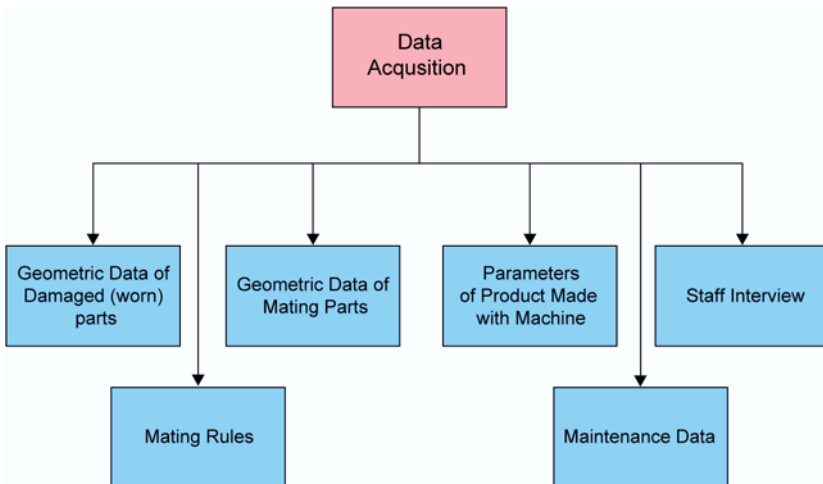 Data
Acqusition
Geometric Data of
Damaged (worn)
parts
Geometric Data of
Mating Parts
Parameters
of Product Made
with Machine
Staff Interview
Mating Rules
Maintenance Data